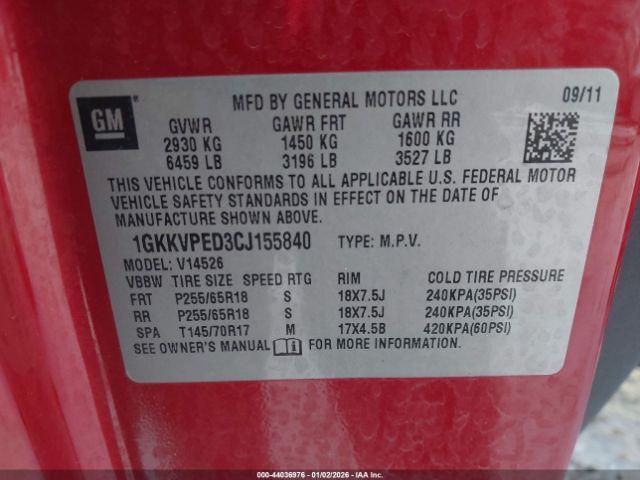 GM
MFD BY GENERAL MOTORS LLC 09/11
GVWR GAWR FRT GAWR RR
2930 KG 1450 KG 1600 KG
6459 LB 3196 LB 3527 LB
THIS VEHICLE CONFORMS TO ALL APPLICABLE U.S. FEDERAL MOTOR
VEHICLE SAFETY STANDARDS IN EFFECT ON THE DATE OF
MANUFACTURE SHOWN ABOVE.
1GKKVPED3CJ155840 TYPE: M.P.V.
MODEL: V14526
VBBW TIRE SIZE SPEED RTG RIM COLD TIRE PRESSURE
FRT P255/65R18 S 18X7.5J 240KPA(35PSI)
RR P255/65R18 S 18X7.5J 240KPA(35PSI)
SPA T145/70R17 M 17X4.5B 420KPA(60PSI)
SEE OWNER'S MANUAL FOR MORE INFORMATION.
000-44036976 - 01/02/2026 - IAA Inc.